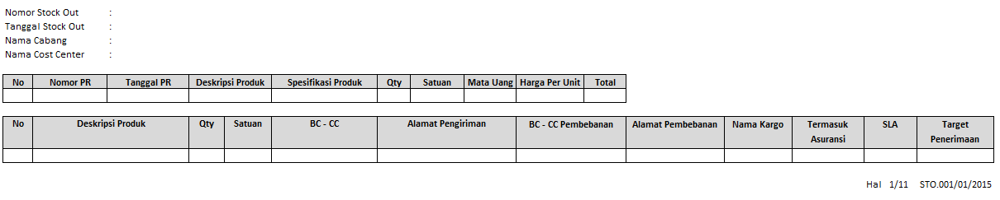 Nomor Stock Out :
Tanggal Stock Out :
Nama Cabang :
Nama Cost Center :
No Nomor PR Tanggal PR Deskripsi Produk Spesifikasi Produk Qty Satuan Mata Uang Harga Per Unit Total
No Deskripsi Produk Qty Satuan BC - CC Alamat Pengiriman BC - CC Pembebanan Alamat Pembebanan Nama Kargo Termasuk Asuransi SLA Target Penerimaan
Hal 1/11 STO.001/01/2015